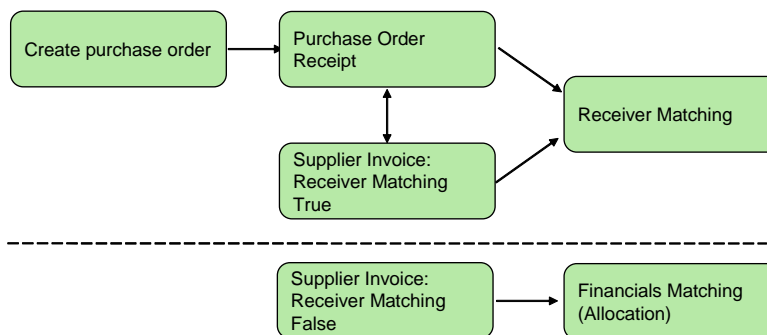 Create purchase order
Purchase Order
Receipt
Receiver Matching
Supplier Invoice:
Receiver Matching
True
Supplier Invoice:
Receiver Matching
False
Financials Matching
(Allocation)